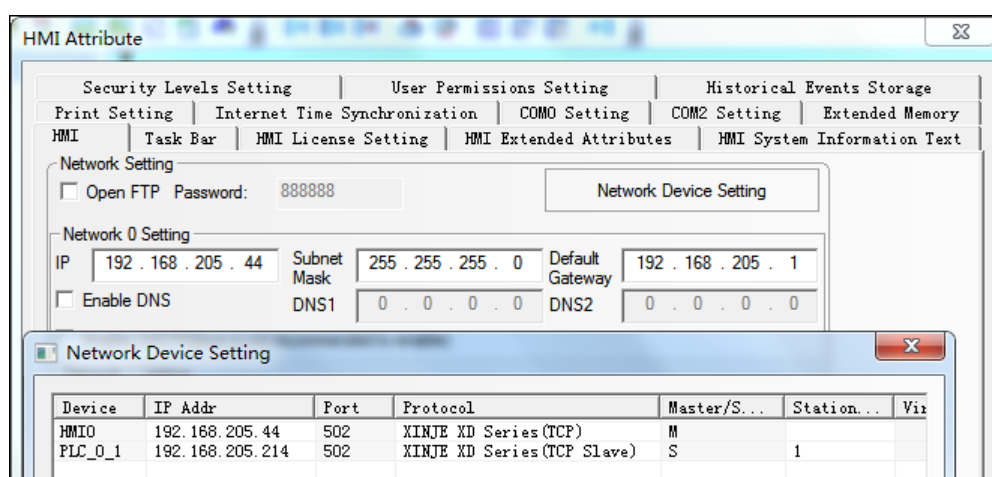 HMI Attribute
Security Levels Setting User Permissions Setting Historical Events Storage
Print Setting Internet Time Synchronization COM0 Setting COM2 Setting Extended Memory
HMI Task Bar HMI License Setting HMI Extended Attributes HMI System Information Text
Network Setting
Open FTP Password: 888888 Network Device Setting
Network 0 Setting
IP 192 . 168 . 205 . 44 Subnet Mask 255 . 255 . 255 . 0 Default Gateway 192 . 168 . 205 . 1
Enable DNS DNS1 0 . 0 . 0 . 0 DNS2 0 . 0 . 0 . 0
Network Device Setting
Device IP Addr Port Protocol Master/S... Station... Vir
HMI0 192.168.205.44 502 XINJE XD Series(TCP) M
PLC_0_1 192.168.205.214 502 XINJE XD Series(TCP Slave) S 1